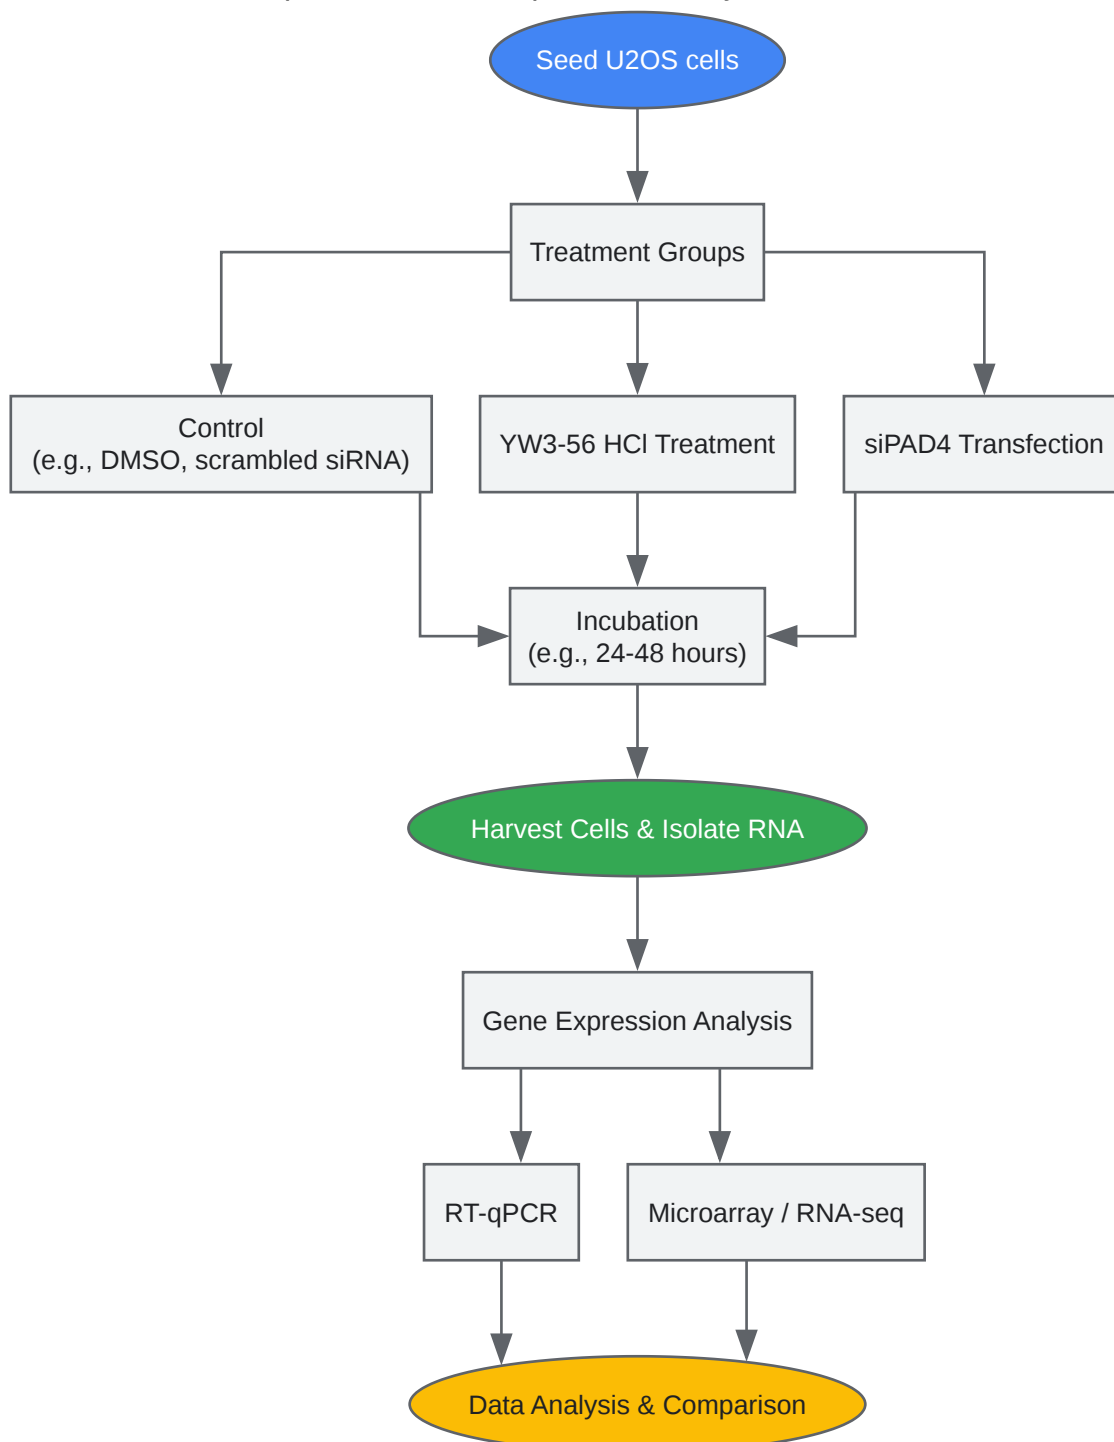 Seed U2OS cells
Treatment Groups
Control
(e.g., DMSO, scrambled siRNA)
YW3-56 HCl Treatment
siPAD4 Transfection
Incubation
(e.g., 24-48 hours)
Harvest Cells & Isolate RNA
Gene Expression Analysis
RT-qPCR
Microarray / RNA-seq
Data Analysis & Comparison